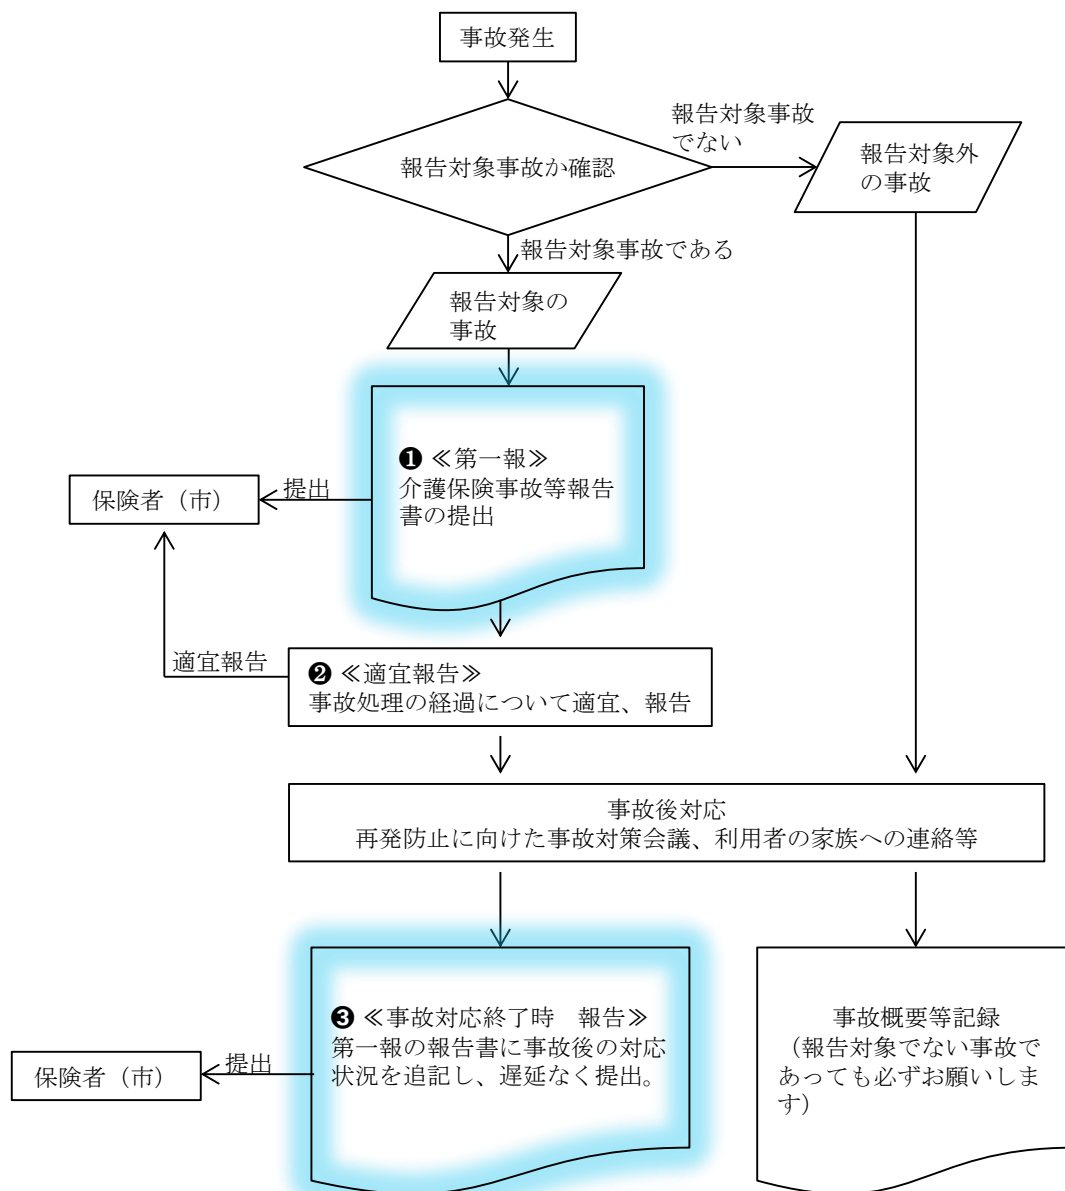 事故発生
報告対象事故
でない
報告対象事故か確認
報告対象外
の事故
報告対象事故である
報告対象の
事故
❶ ≪第一報≫
介護保険事故等報告
書の提出
提出
保険者（市）
適宜報告
❷ ≪適宜報告≫
事故処理の経過について適宜、報告
事故後対応
再発防止に向けた事故対策会議、利用者の家族への連絡等
❸ ≪事故対応終了時　報告≫
第一報の報告書に事故後の対応
状況を追記し、遅延なく提出。
提出
保険者（市）
事故概要等記録
（報告対象でない事故で
あっても必ずお願いしま
す）